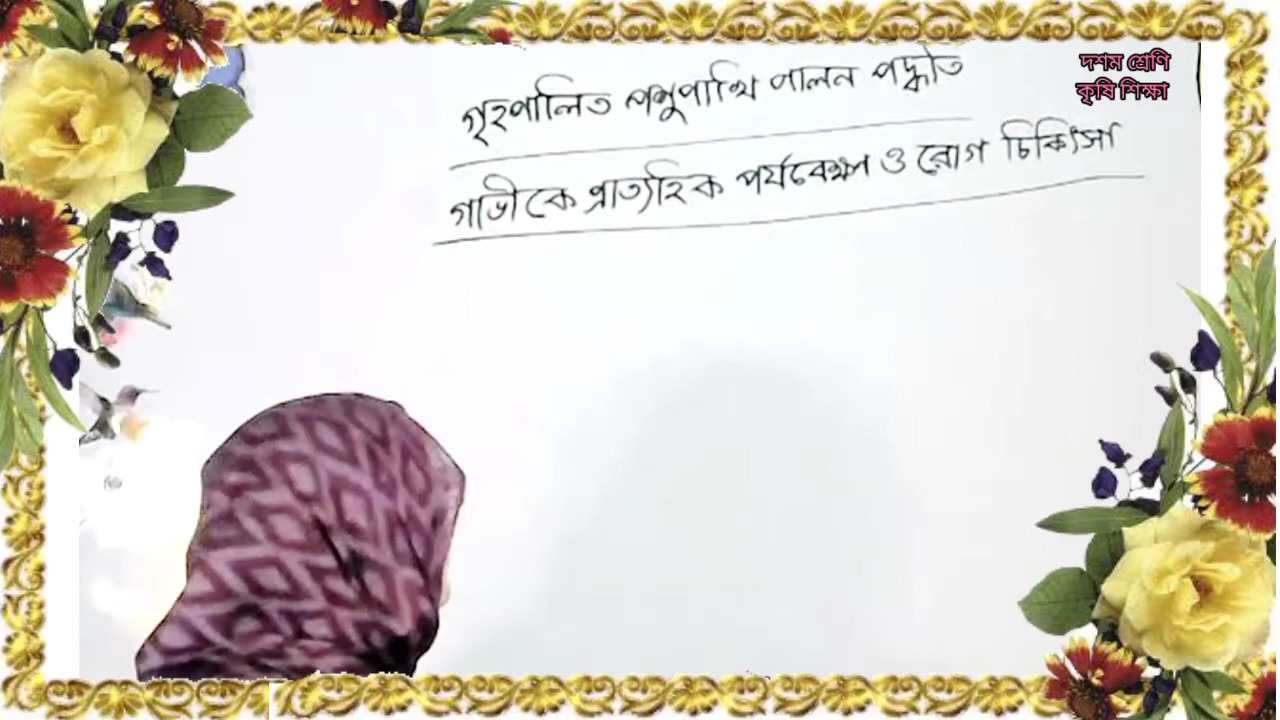 গৃহপালিত পশুপাখি পালন পদ্ধতি
গাভীকে প্রাত্যহিক পর্যবেক্ষণ ও রোগ চিকিৎসা
দশম শ্রেণি
কৃষি শিক্ষা